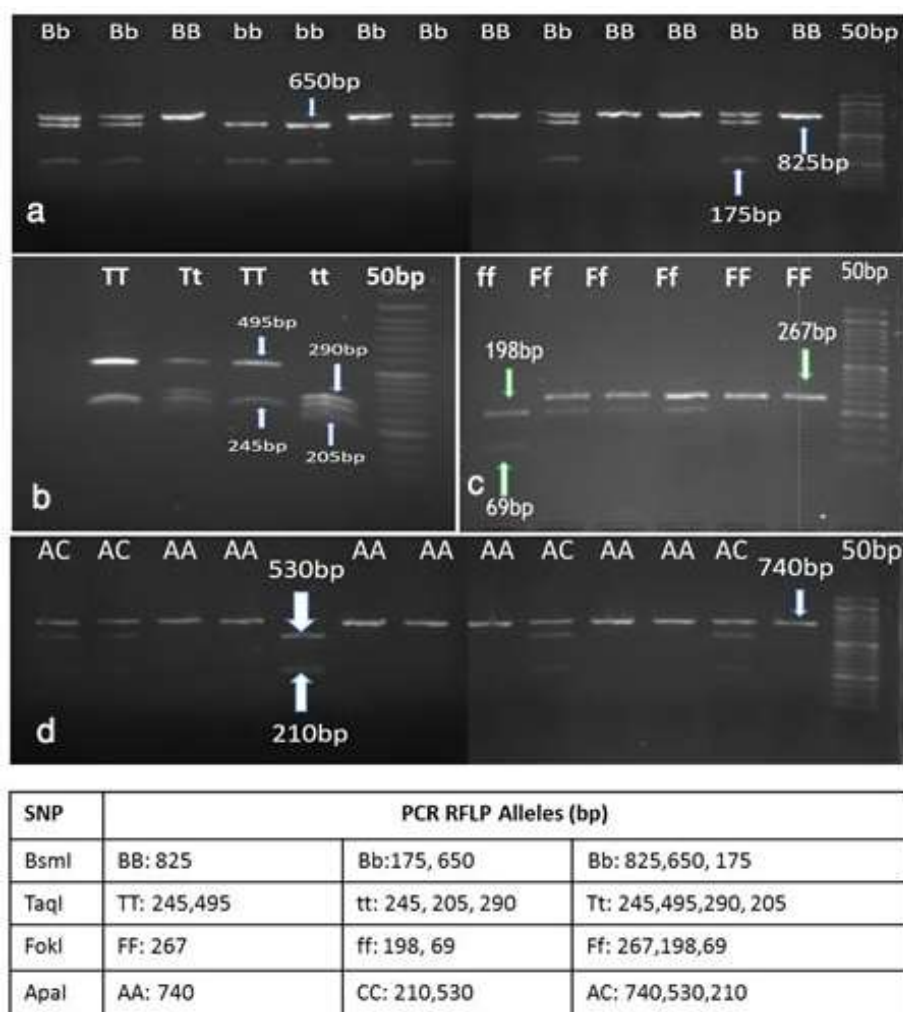 Bb Bb BB bb bb Bb Bb BB Bb BB BB Bb BB 50bp
650bp
825bp
175bp
a
TT Tt TT tt 50bp
495bp
290bp
245bp
205bp
b
ff Ff Ff Ff FF FF 50bp
198bp
267bp
69bp
c
AC AC AA AA AA AA AA AC AA AA AC 50bp
530bp
740bp
210bp
d
SNP PCR RFLP Alleles (bp)
BsmI BB: 825 Bb:175, 650 Bb: 825,650, 175
TaqI TT: 245,495 tt: 245, 205, 290 Tt: 245,495,290, 205
FokI FF: 267 ff: 198, 69 Ff: 267,198,69
ApaI AA: 740 CC: 210,530 AC: 740,530,210